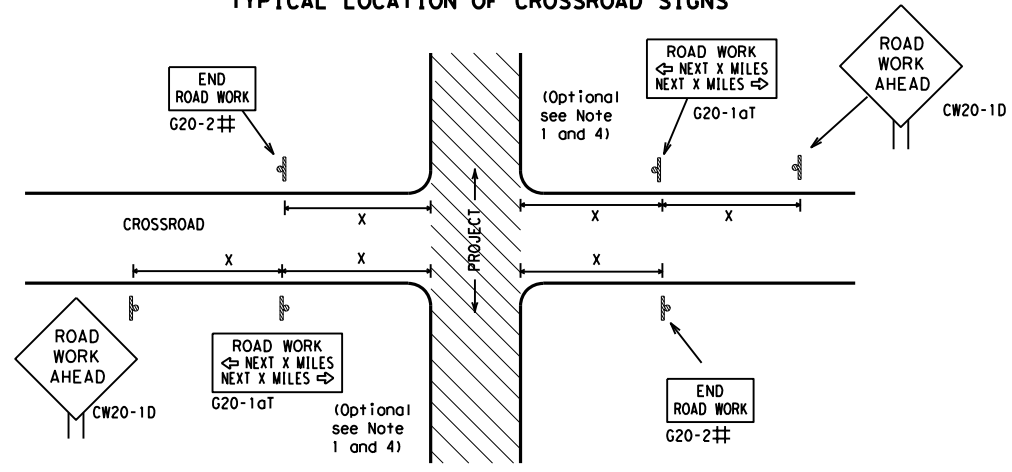 TYPICAL LOCATION OF CROSSROAD SIGNS
END
ROAD WORK
G20-2#
(Optional
see Note
1 and 4)
ROAD WORK
⇦ NEXT X MILES
NEXT X MILES ⇨
G20-1aT
ROAD
WORK
AHEAD
CW20-1D
X
X
X
CROSSROAD
PROJECT
X
X
X
ROAD
WORK
AHEAD
CW20-1D
ROAD WORK
⇦ NEXT X MILES
NEXT X MILES ⇨
G20-1aT
(Optional
see Note
1 and 4)
END
ROAD WORK
G20-2#